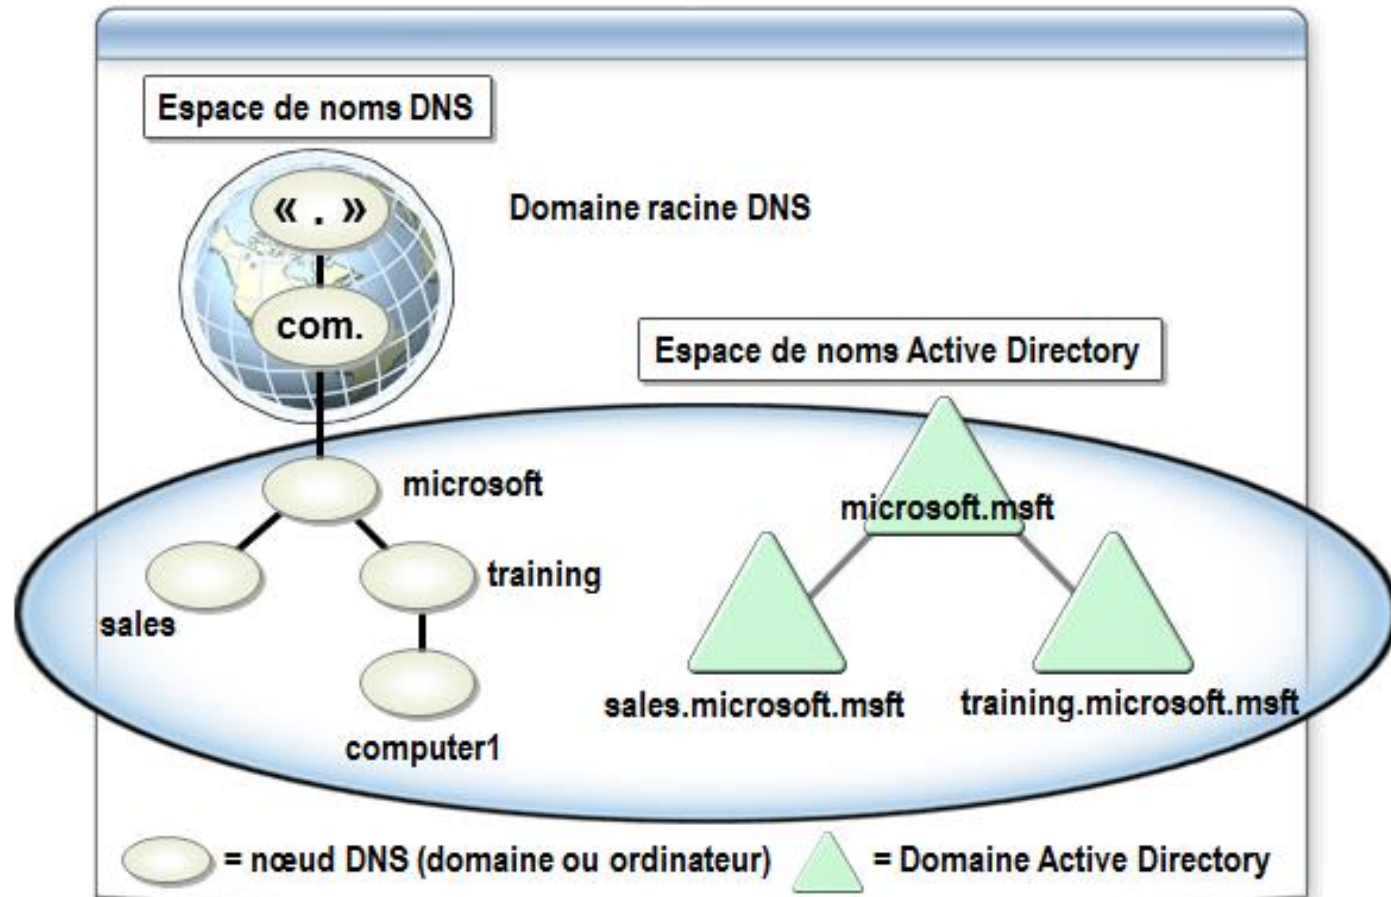 Espace de noms DNS
« . »
Domaine racine DNS
com.
Espace de noms Active Directory
microsoft
microsoft.msft
training
sales
sales.microsoft.msft
training.microsoft.msft
computer1
= nœud DNS (domaine ou ordinateur)
= Domaine Active Directory